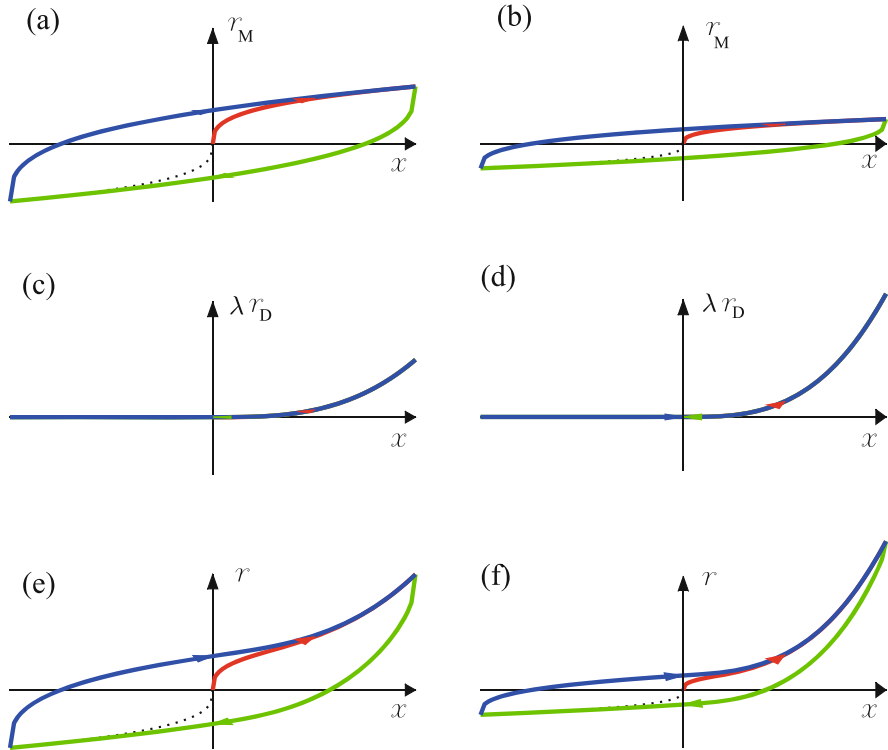 (a) r_M x
(b) r_M x
(c) λ r_D x
(d) λ r_D x
(e) r x
(f) r x